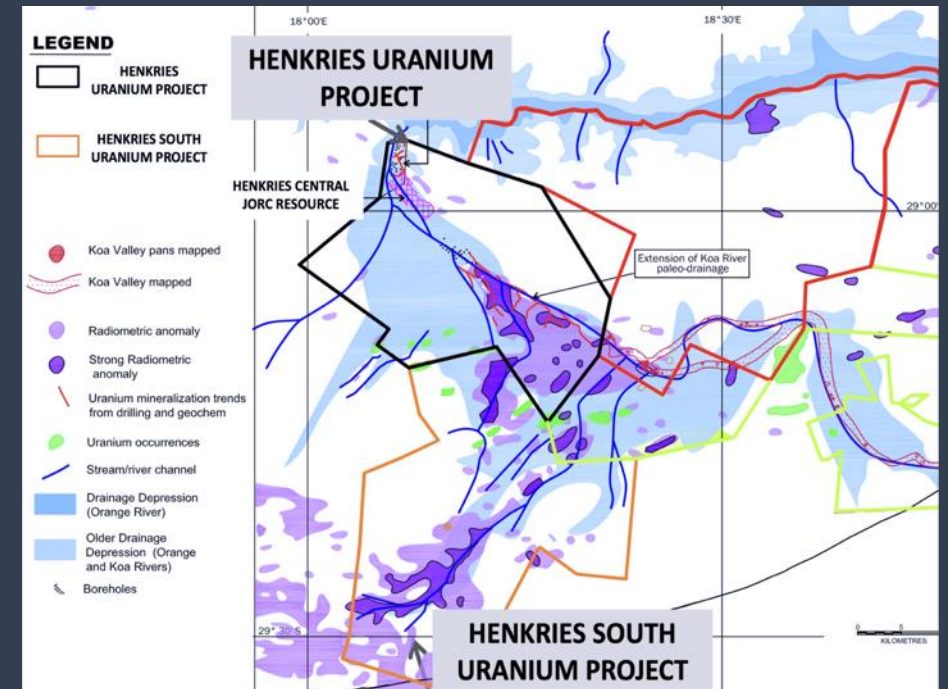 18°00'E
18°30'E
LEGEND
HENKRIES
URANIUM PROJECT
HENKRIES SOUTH
URANIUM PROJECT
Koa Valley pans mapped
Koa Valley mapped
Radiometric anomaly
Strong Radiometric
anomaly
Uranium mineralization trends
from drilling and geochem
Uranium occurrences
Stream/river channel
Drainage Depression
(Orange River)
Older Drainage
Depression (Orange
and Koa Rivers)
Boreholes
HENKRIES URANIUM
PROJECT
HENKRIES CENTRAL
JORC RESOURCE
29°00'
Extension of Koa River
paleo-drainage
29°30'S
HENKRIES SOUTH
URANIUM PROJECT
0 5
KILOMETRES